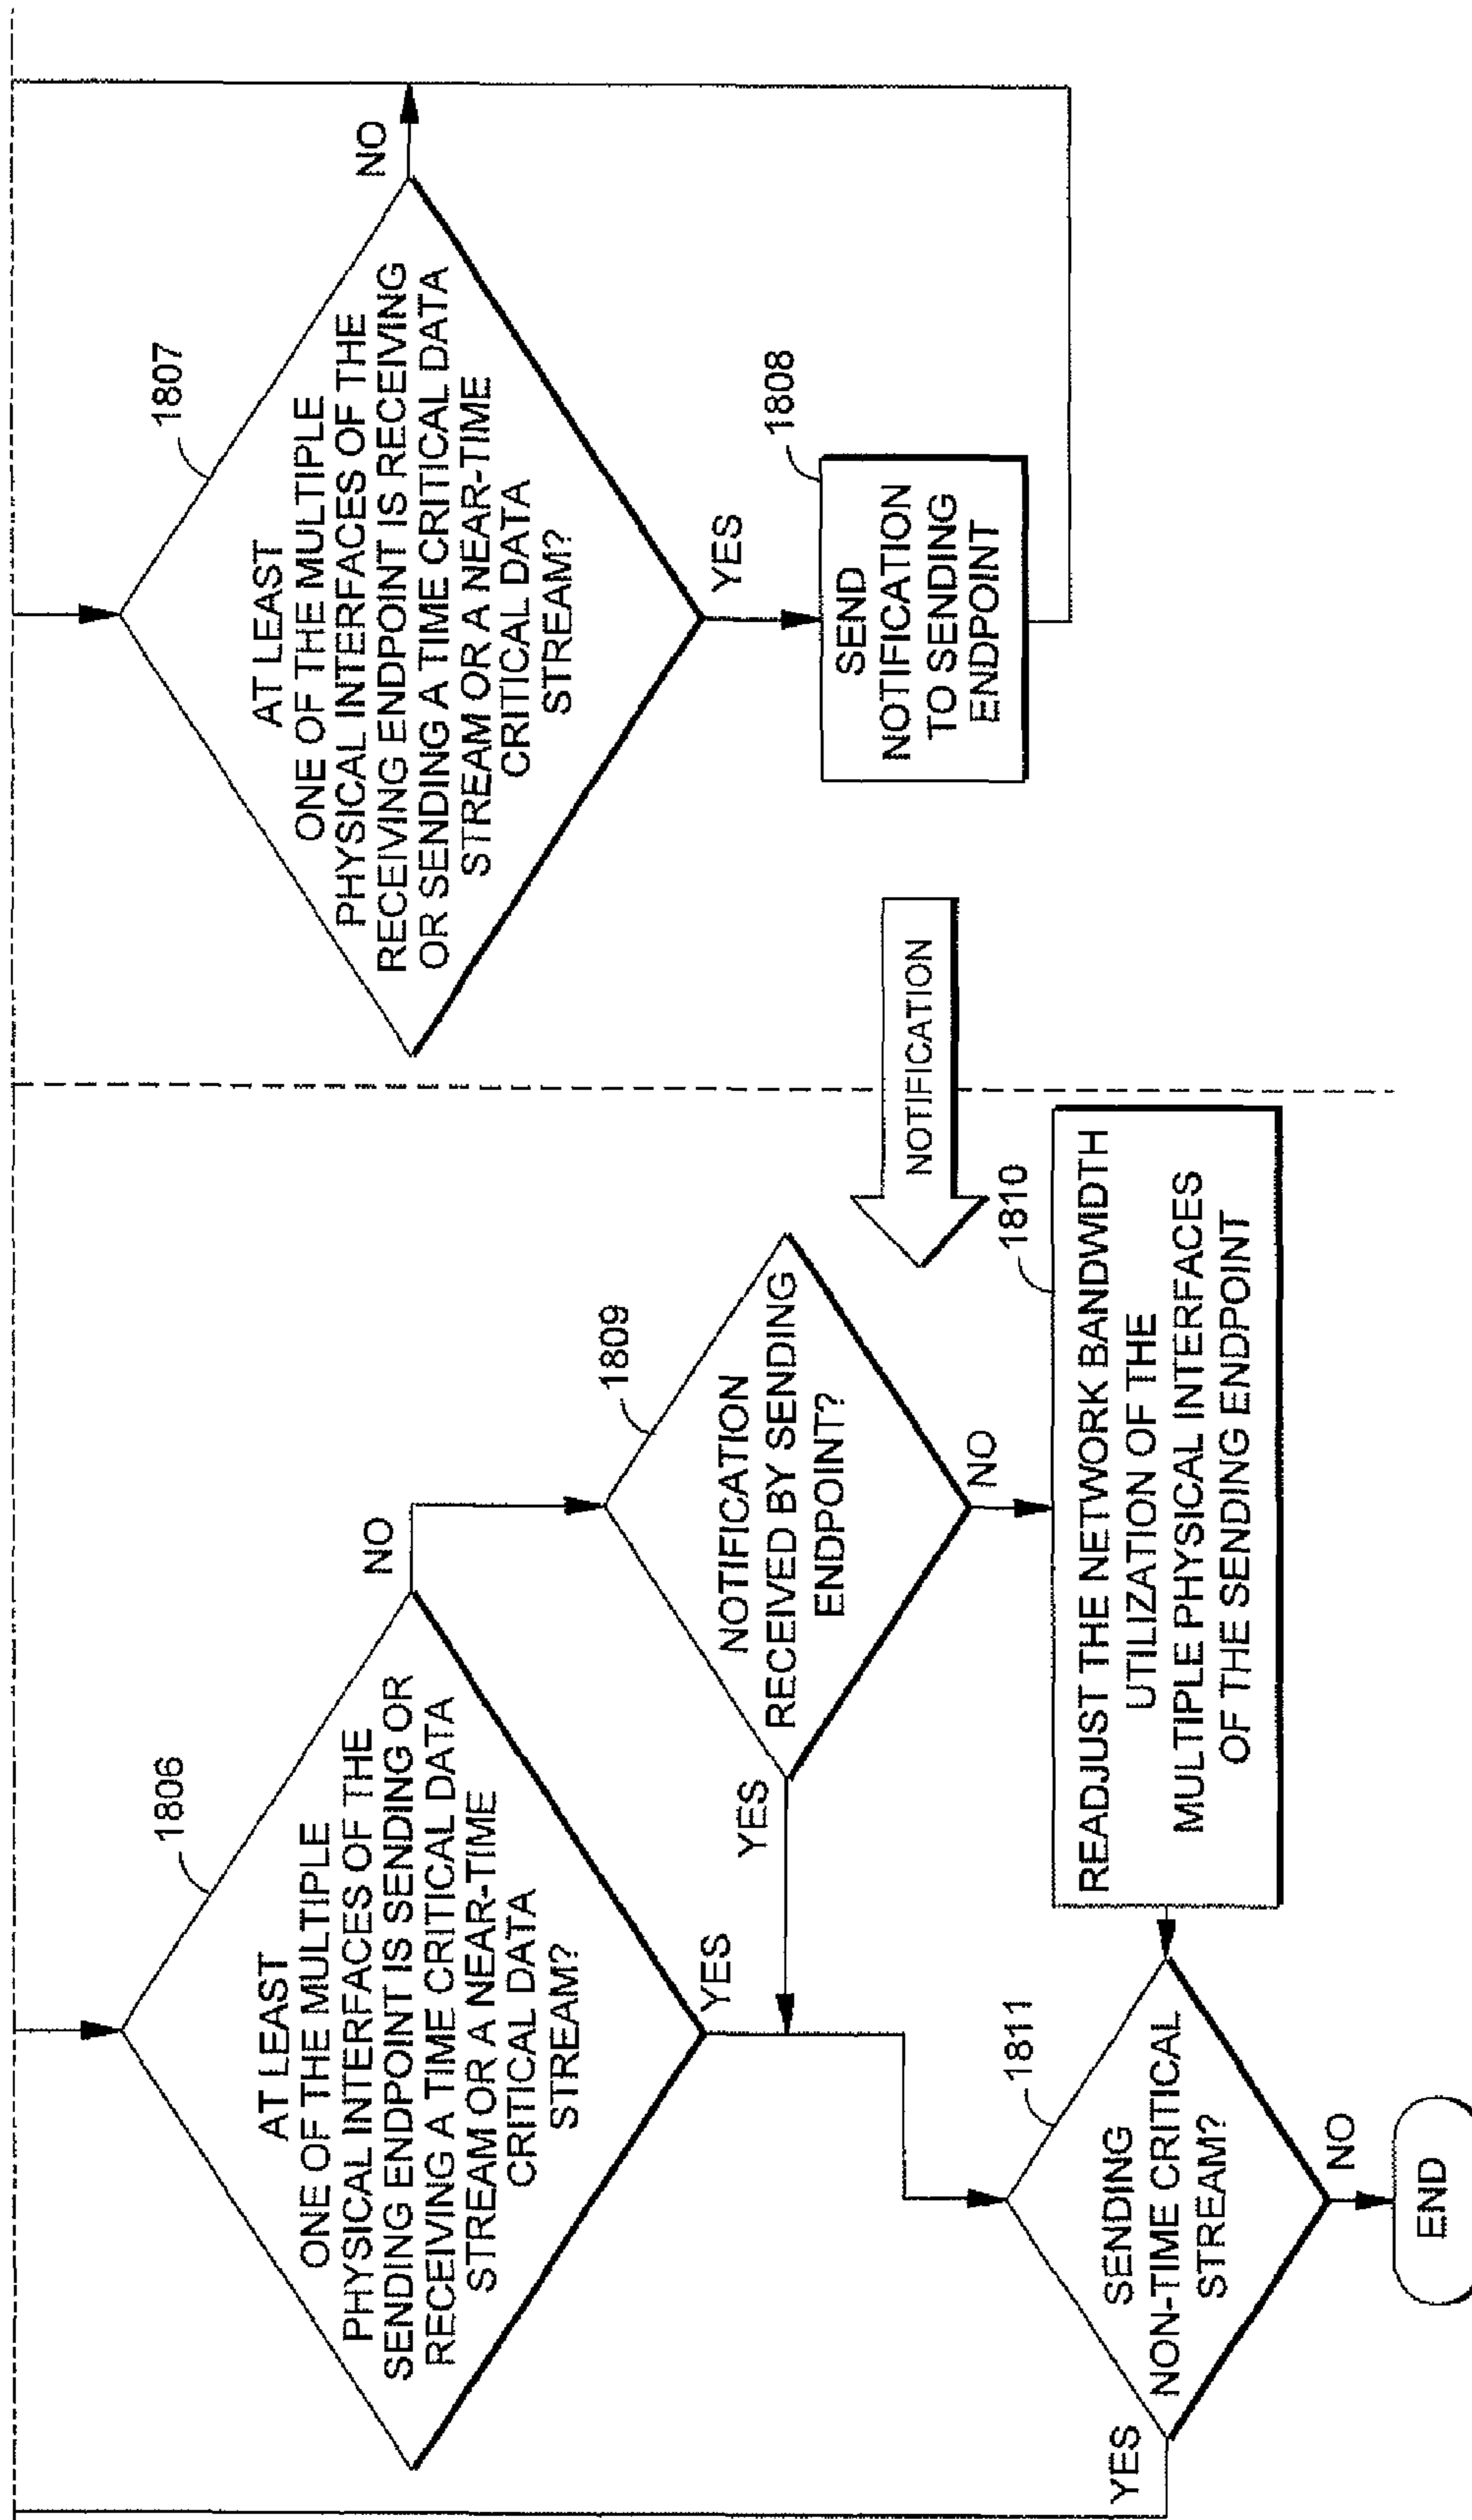 AT LEAST
ONE OF THE MULTIPLE
PHYSICAL INTERFACES OF THE
SENDING ENDPOINT IS SENDING OR
RECEIVING A TIME CRITICAL DATA
STREAM OR A NEAR-TIME
CRITICAL DATA
STREAM?
1806
NO
YES
NOTIFICATION
RECEIVED BY SENDING
ENDPOINT?
1809
YES
NO
READJUST THE NETWORK BANDWIDTH
UTILIZATION OF THE
MULTIPLE PHYSICAL INTERFACES
OF THE SENDING ENDPOINT
1810
SENDING
NON-TIME CRITICAL
STREAM?
1811
YES
NO
END
AT LEAST
ONE OF THE MULTIPLE
PHYSICAL INTERFACES OF THE
RECEIVING ENDPOINT IS RECEIVING
OR SENDING A TIME CRITICAL DATA
STREAM OR A NEAR-TIME
CRITICAL DATA
STREAM?
1807
NO
YES
SEND
NOTIFICATION
TO SENDING
ENDPOINT
1808
NOTIFICATION